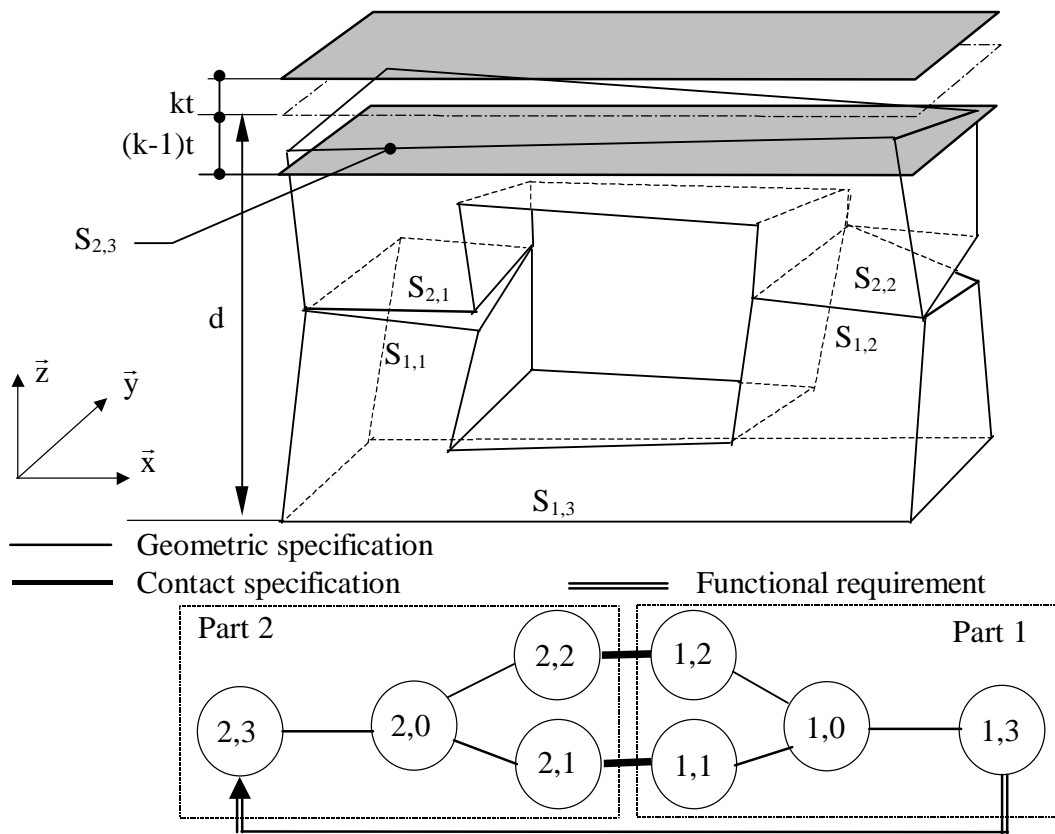 kt
(k-1)t
S2,3
S2,1
S2,2
d
S1,1
S1,2
z⃗
y⃗
x⃗
S1,3
Geometric specification
Contact specification
Functional requirement
Part 2
Part 1
2,2
1,2
2,3
2,0
1,0
1,3
2,1
1,1